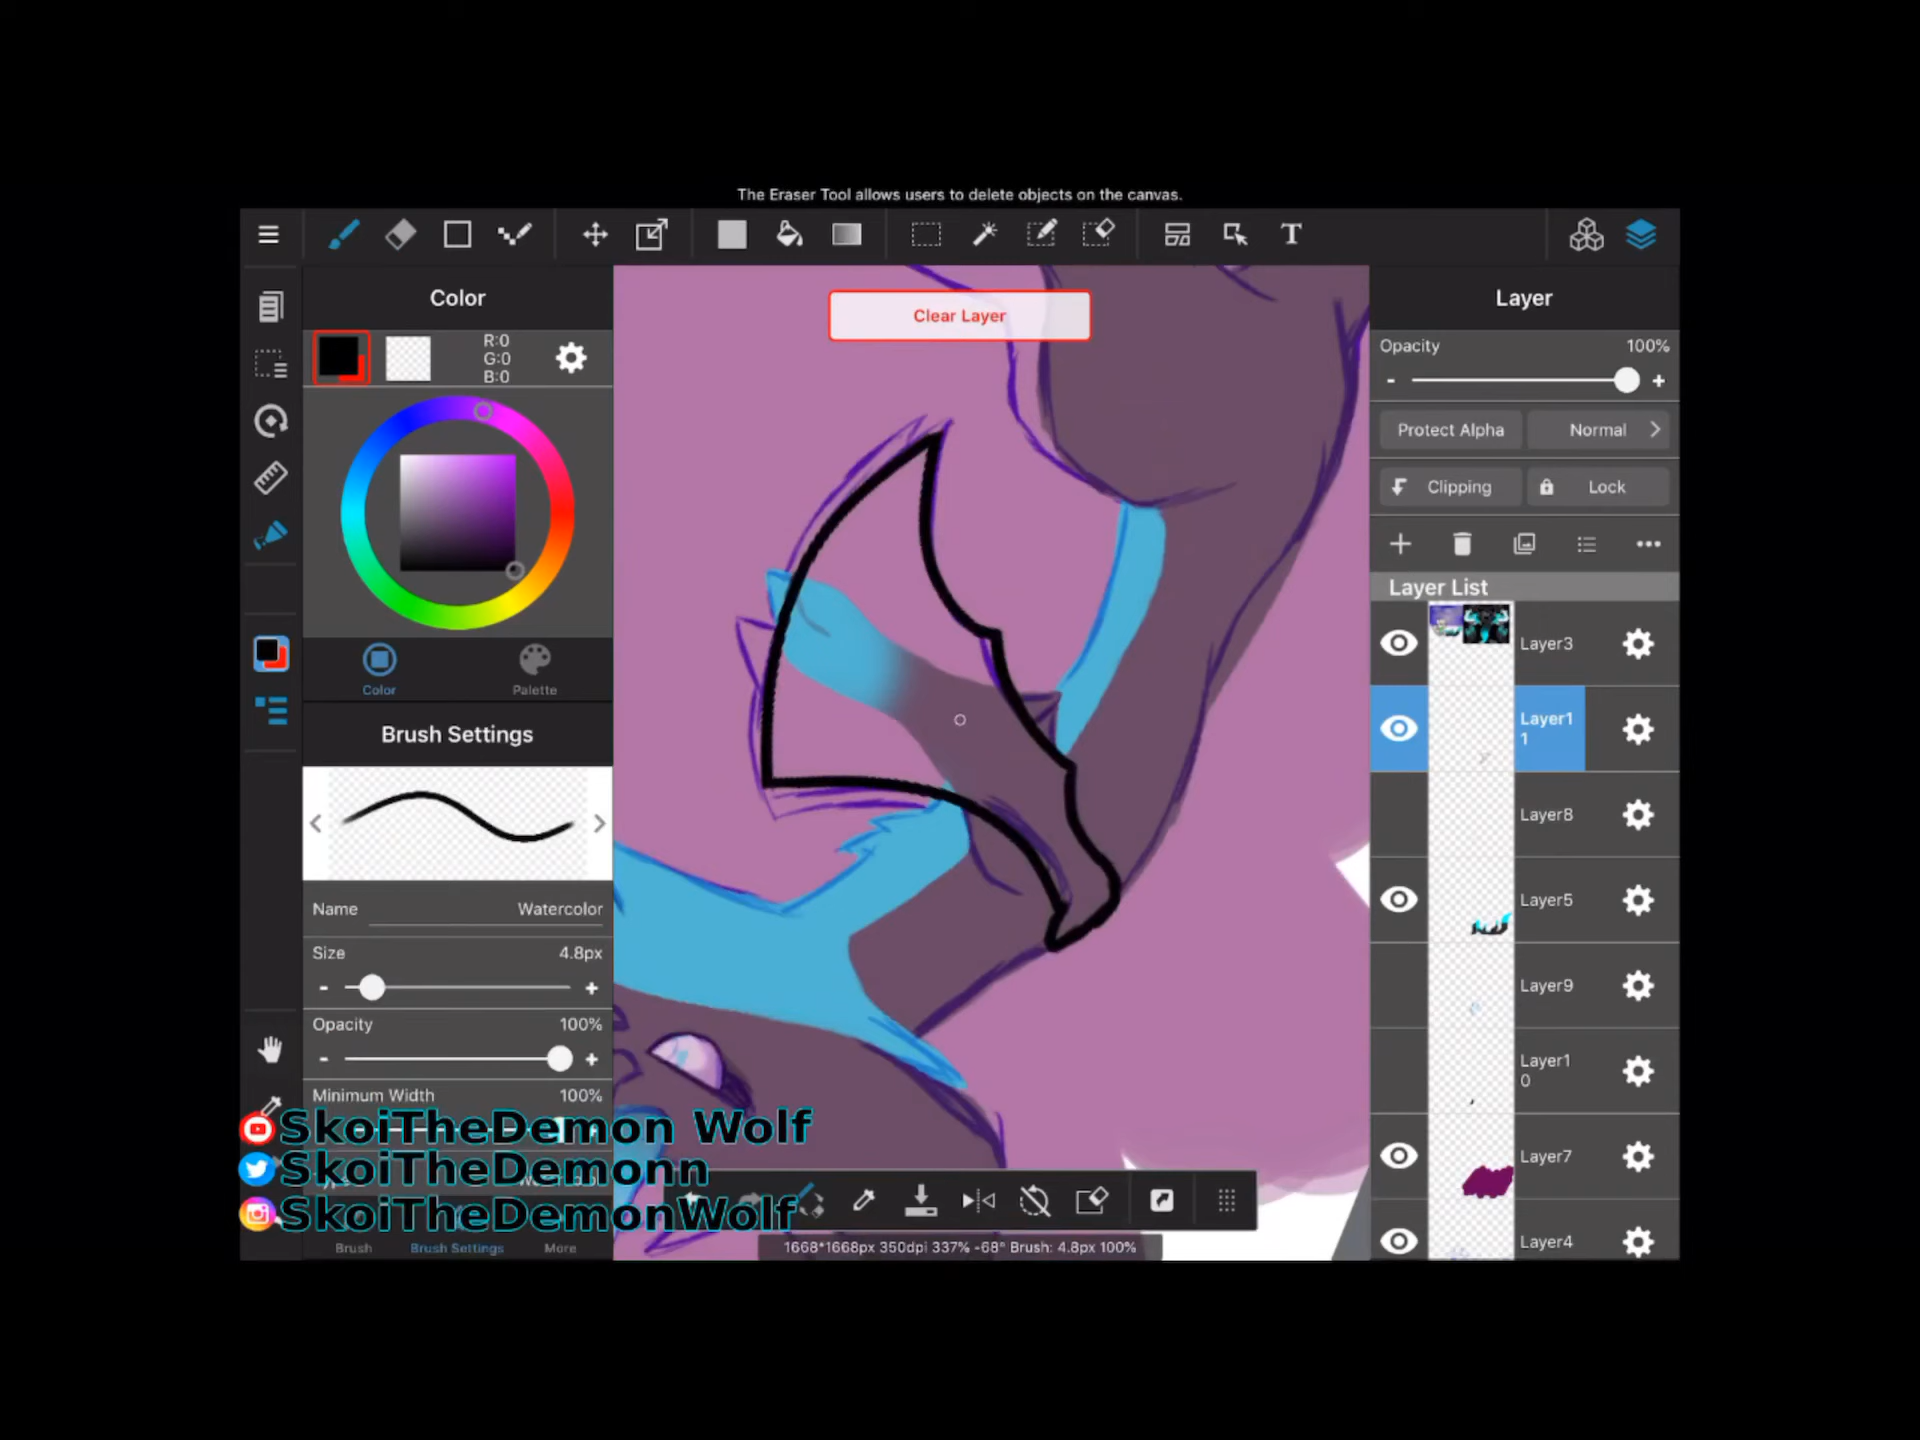 The Eraser Tool allows users to delete objects on the canvas.
T
Color
Clear Layer
Layer
R:0
G:0
B:0
Opacity 100%
- +
Protect Alpha Normal >
Clipping Lock
Layer List
Layer3
Color Palette
Layer1
1
Brush Settings
Layer8
Name Watercolor
Layer5
Size 4.8px
- +
Layer9
Opacity 100%
- +
Layer1
0
Minimum Width 100%
SkoiTheDemon Wolf
Layer7
SkoiTheDemonn
SkoiTheDemonWolf
Brush Brush Settings More
1668*1668px 350dpi 337% -68° Brush: 4.8px 100%
Layer4